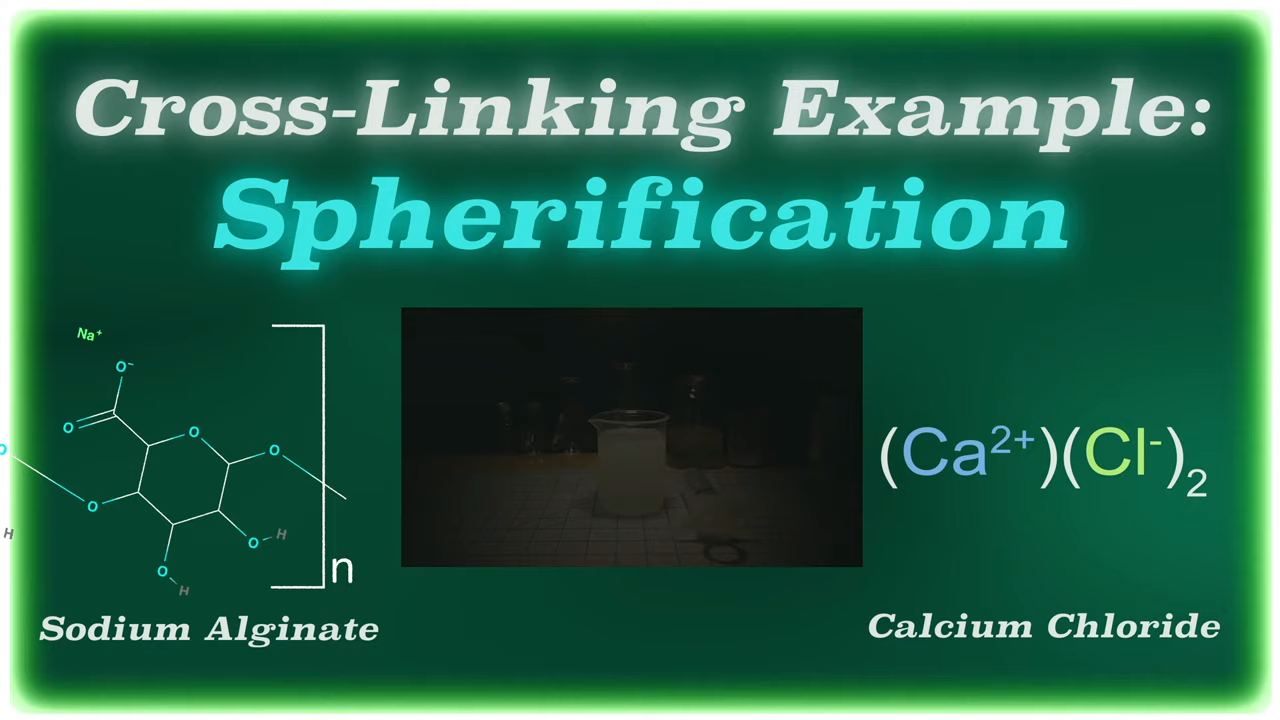 Cross-Linking Example:
Spherification
Na⁺
O⁻
O
O
O
O
O
O
H
H
O
H
n
(Ca²⁺)(Cl⁻)₂
Sodium Alginate
Calcium Chloride